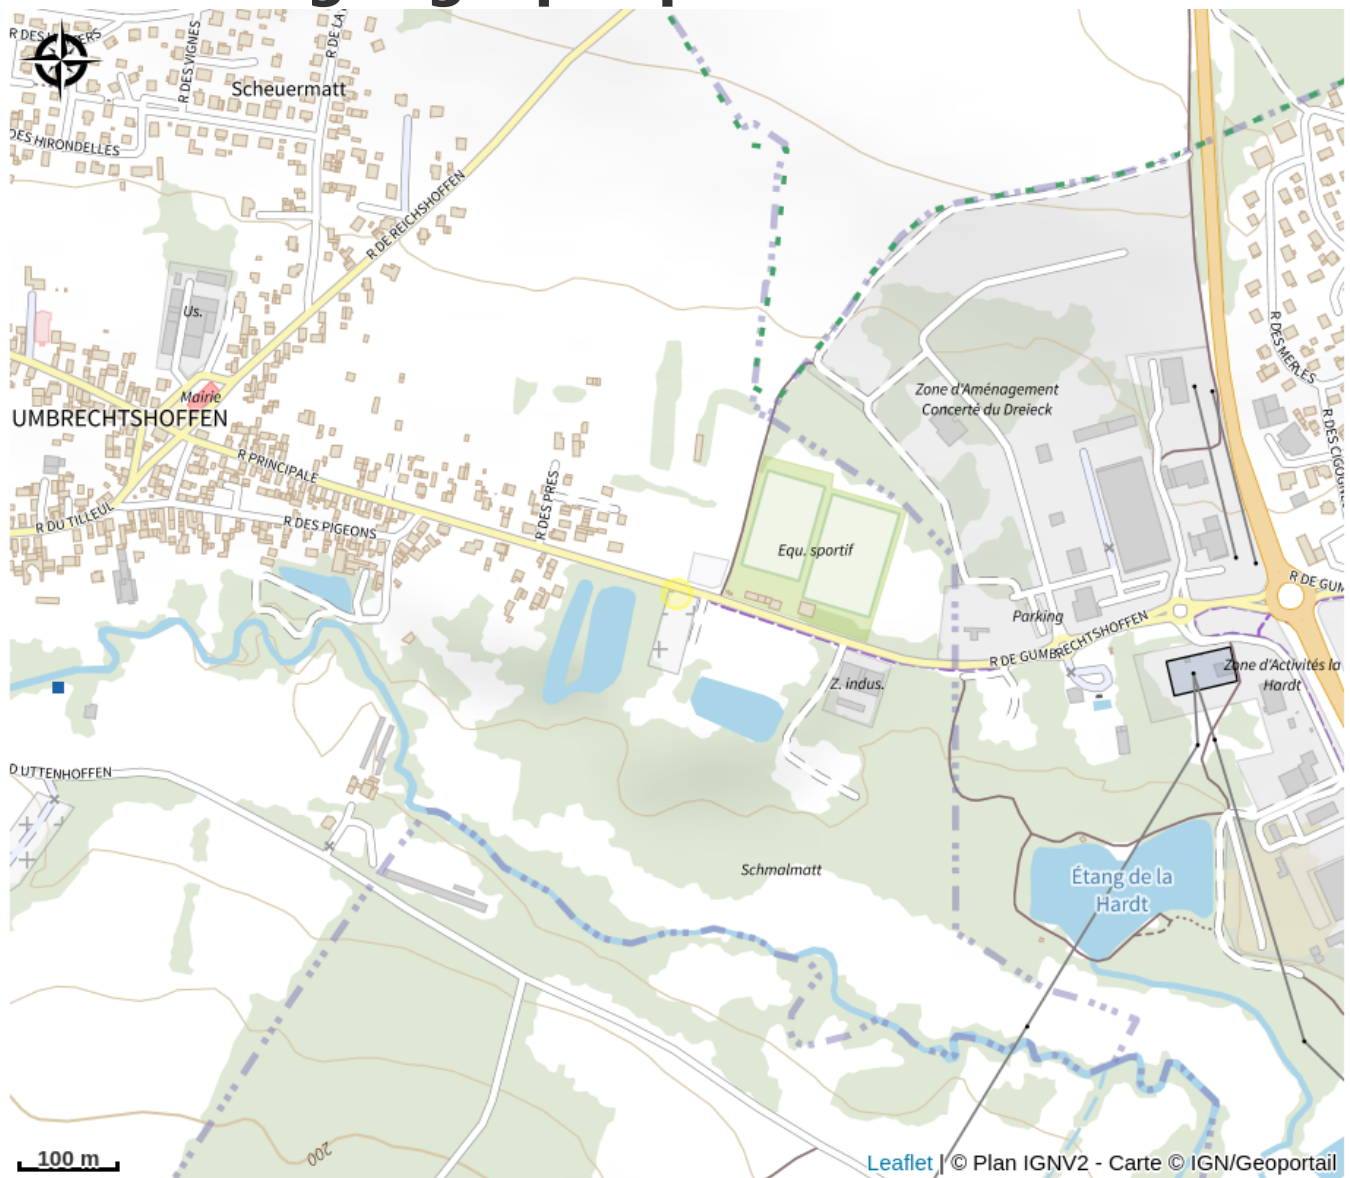 R DES
ERS
R DES VIGNES
R DE LA
Scheuermatt
DES HIRONDELLES
R DE REICHSHOFFEN
Us.
Mairie
UMBRECHTSHOFFEN
R PRINCIPALE
R DU TILLEUL
R DES PIGEONS
R DES PRES
Zone d'Aménagement
Concerté du Dreieck
R DES MERLES
R DES CIGOGNE
Equ. sportif
Parking
R DE GUMBRECHTSHOFFEN
R DE GUM
Z. indus.
Zone d'Activités la
Hardt
D UTTENHOFFEN
Schmalmatt
Étang de la
Hardt
200
100 m
Leaflet | © Plan IGNV2 - Carte © IGN/Geoportail